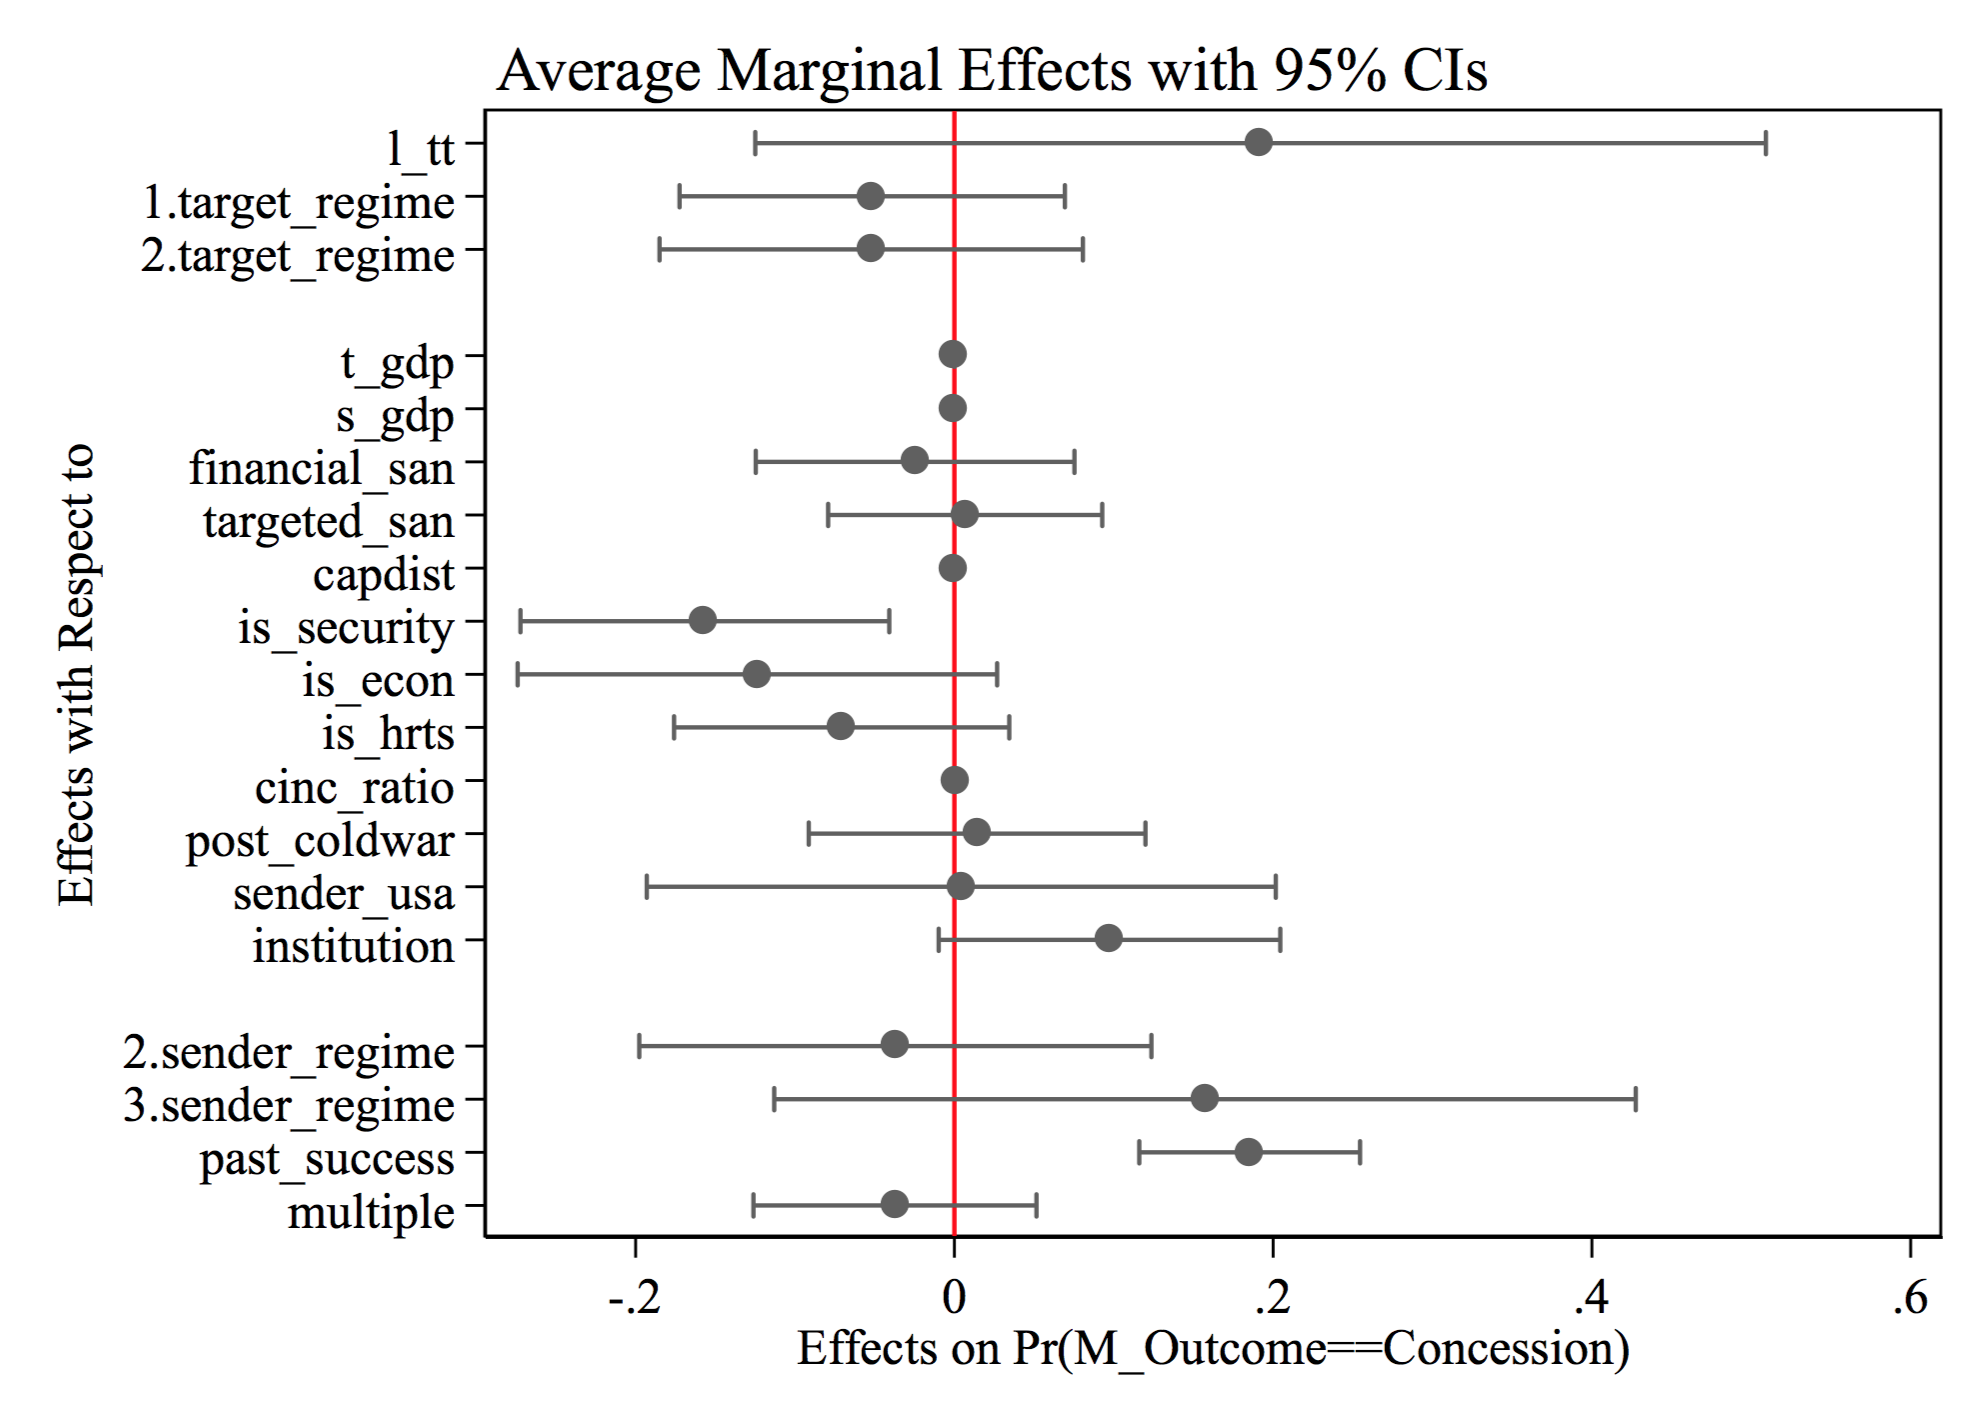 Average Marginal Effects with 95% CIs
l_tt
1.target_regime
2.target_regime
t_gdp
s_gdp
financial_san
targeted_san
capdist
is_security
is_econ
is_hrts
cinc_ratio
post_coldwar
sender_usa
institution
2.sender_regime
3.sender_regime
past_success
multiple
Effects with Respect to
-.2 0 .2 .4 .6
Effects on Pr(M_Outcome==Concession)